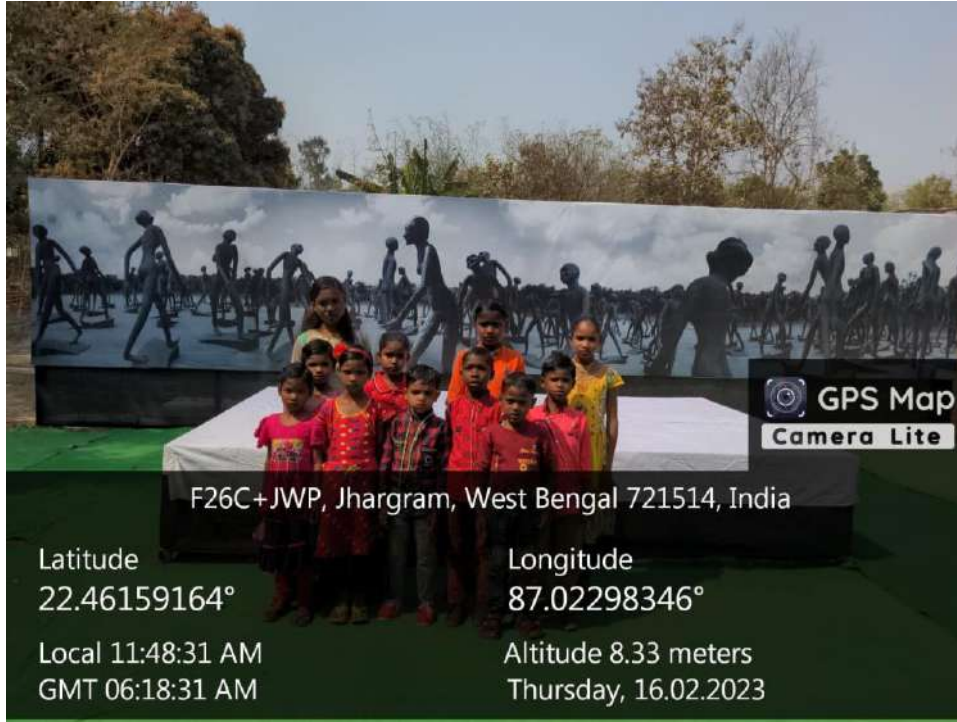 GPS Map
Camera Lite
F26C+JWP, Jhargram, West Bengal 721514, India
Latitude
22.46159164°
Longitude
87.02298346°
Local 11:48:31 AM
GMT 06:18:31 AM
Altitude 8.33 meters
Thursday, 16.02.2023